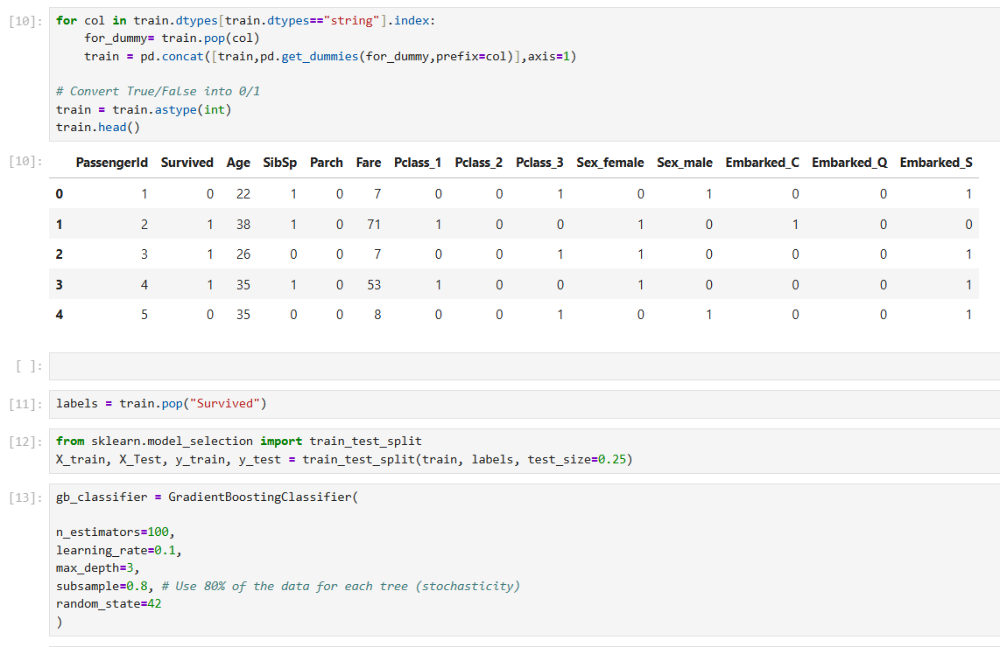 [10]: for col in train.dtypes[train.dtypes=="string"].index:
    for_dummy= train.pop(col)
    train = pd.concat([train,pd.get_dummies(for_dummy,prefix=col)],axis=1)
# Convert True/False into 0/1
train = train.astype(int)
train.head()
[10]: PassengerId Survived Age SibSp Parch Fare Pclass_1 Pclass_2 Pclass_3 Sex_female Sex_male Embarked_C Embarked_Q Embarked_S
0 1 0 22 1 0 7 0 0 1 0 1 0 0 1
1 2 1 38 1 0 71 1 0 0 1 0 1 0 0
2 3 1 26 0 0 7 0 0 1 1 0 0 0 1
3 4 1 35 1 0 53 1 0 0 1 0 0 0 1
4 5 0 35 0 0 8 0 0 1 0 1 0 0 1
[ ]:
[11]: labels = train.pop("Survived")
[12]: from sklearn.model_selection import train_test_split
X_train, X_Test, y_train, y_test = train_test_split(train, labels, test_size=0.25)
[13]: gb_classifier = GradientBoostingClassifier(
n_estimators=100,
learning_rate=0.1,
max_depth=3,
subsample=0.8, # Use 80% of the data for each tree (stochasticity)
random_state=42
)